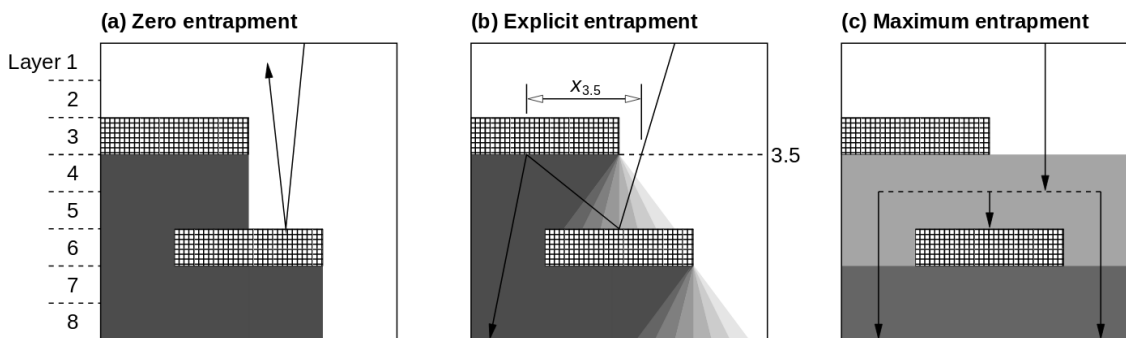 (a) Zero entrapment
(b) Explicit entrapment
(c) Maximum entrapment
Layer 1
2
3
4
5
6
7
8
x3.5
3.5